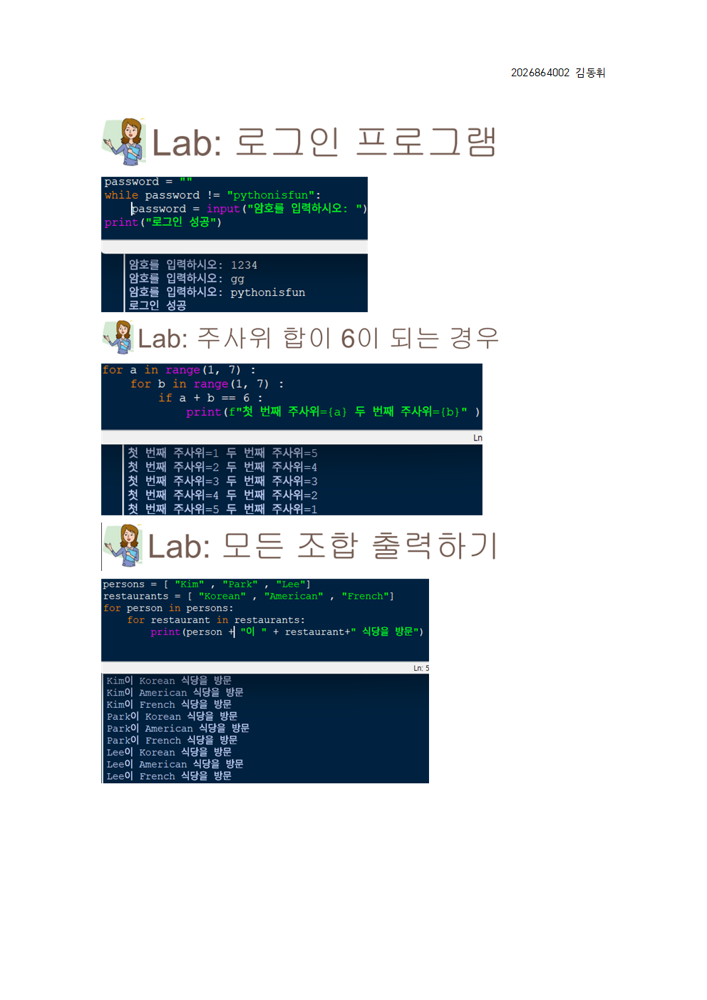 2026864002 김동휘
Lab: 로그인 프로그램
password = ""
while password != "pythonisfun":
    password = input("암호를 입력하시오: ")
print("로그인 성공")
암호를 입력하시오: 1234
암호를 입력하시오: gg
암호를 입력하시오: pythonisfun
로그인 성공
Lab: 주사위 합이 6이 되는 경우
for a in range(1, 7) :
    for b in range(1, 7) :
        if a + b == 6 :
            print(f"첫 번째 주사위={a} 두 번째 주사위={b}" )
Ln
첫 번째 주사위=1 두 번째 주사위=5
첫 번째 주사위=2 두 번째 주사위=4
첫 번째 주사위=3 두 번째 주사위=3
첫 번째 주사위=4 두 번째 주사위=2
첫 번째 주사위=5 두 번째 주사위=1
Lab: 모든 조합 출력하기
persons = [ "Kim" , "Park" , "Lee"]
restaurants = [ "Korean" , "American" , "French"]
for person in persons:
    for restaurant in restaurants:
        print(person + "이 " + restaurant+" 식당을 방문")
Ln: 5
Kim이 Korean 식당을 방문
Kim이 American 식당을 방문
Kim이 French 식당을 방문
Park이 Korean 식당을 방문
Park이 American 식당을 방문
Park이 French 식당을 방문
Lee이 Korean 식당을 방문
Lee이 American 식당을 방문
Lee이 French 식당을 방문